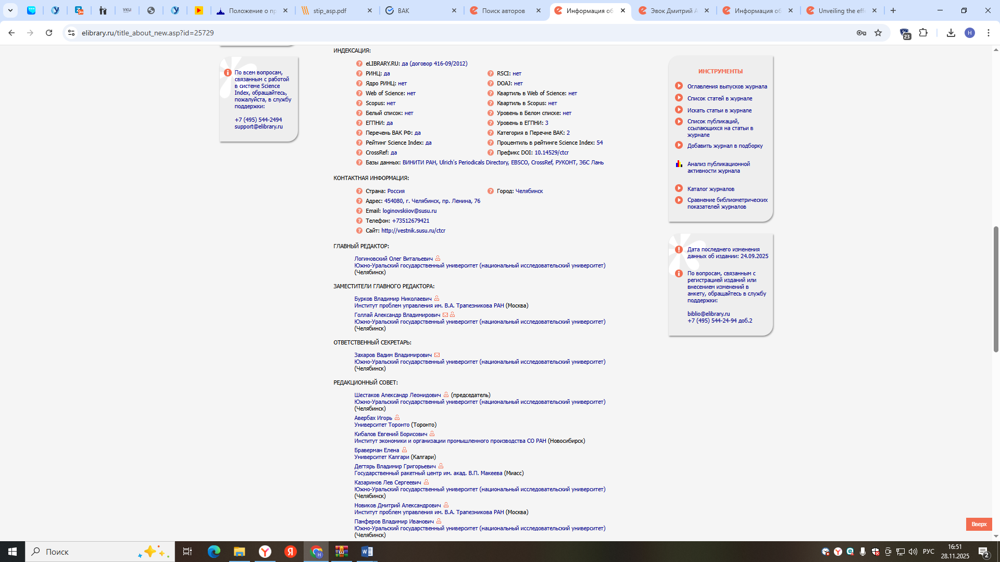 Положение о пр
stip_asp.pdf
ВАК
Поиск авторов
Информация об
Эвок Дмитрий А
Информация об
Unveiling the effe
elibrary.ru/title_about_new.asp?id=25729
23
H
По всем вопросам,
связанным с работой
в системе Science
Index, обращайтесь,
пожалуйста, в службу
поддержки:
+7 (495) 544-2494
support@elibrary.ru
ИНДЕКСАЦИЯ:
eLIBRARY.RU: да (договор 416-09/2012)
РИНЦ: да
RSCI: нет
Ядро РИНЦ: нет
DOAJ: нет
Web of Science: нет
Квартиль в Web of Science: нет
Scopus: нет
Квартиль в Scopus: нет
Белый список: нет
Уровень в Белом списке: нет
ЕГПНИ: да
Уровень в ЕГПНИ: 3
Перечень ВАК РФ: да
Категория в Перечне ВАК: 2
Рейтинг Science Index: да
Процентиль в рейтинге Science Index: 54
CrossRef: да
Префикс DOI: 10.14529/ctcr
Базы данных: ВИНИТИ РАН, Ulrich's Periodicals Directory, EBSCO, CrossRef, РУКОНТ, ЭБС Лань
КОНТАКТНАЯ ИНФОРМАЦИЯ:
Страна: Россия
Город: Челябинск
Адрес: 454080, г. Челябинск, пр. Ленина, 76
Email: loginovskiiov@susu.ru
Телефон: +73512679421
Сайт: http://vestnik.susu.ru/ctcr
ГЛАВНЫЙ РЕДАКТОР:
Логиновский Олег Витальевич
Южно-Уральский государственный университет (национальный исследовательский университет)
(Челябинск)
ЗАМЕСТИТЕЛИ ГЛАВНОГО РЕДАКТОРА:
Бурков Владимир Николаевич
Институт проблем управления им. В.А. Трапезникова РАН (Москва)
Голлай Александр Владимирович
Южно-Уральский государственный университет (национальный исследовательский университет)
(Челябинск)
ОТВЕТСТВЕННЫЙ СЕКРЕТАРЬ:
Захаров Вадим Владимирович
Южно-Уральский государственный университет (национальный исследовательский университет)
(Челябинск)
РЕДАКЦИОННЫЙ СОВЕТ:
Шестаков Александр Леонидович (председатель)
Южно-Уральский государственный университет (национальный исследовательский университет)
(Челябинск)
Авербах Игорь
Университет Торонто (Торонто)
Кибалов Евгений Борисович
Институт экономики и организации промышленного производства СО РАН (Новосибирск)
Браверман Елена
Университет Калгари (Калгари)
Дегтярь Владимир Григорьевич
Государственный ракетный центр им. акад. В.П. Макеева (Миасс)
Казаринов Лев Сергеевич
Южно-Уральский государственный университет (национальный исследовательский университет)
(Челябинск)
Новиков Дмитрий Александрович
Институт проблем управления им. В.А. Трапезникова РАН (Москва)
Панферов Владимир Иванович
Южно-Уральский государственный университет (национальный исследовательский университет)
(Челябинск)
ИНСТРУМЕНТЫ
Оглавления выпусков журнала
Список статей в журнале
Искать статьи в журнале
Список публикаций,
ссылающихся на статьи в
журнале
Добавить журнал в подборку
Анализ публикационной
активности журнала
Каталог журналов
Сравнение библиометрических
показателей журналов
Дата последнего изменения
данных об издании: 24.09.2025
По вопросам, связанным с
регистрацией изданий или
внесением изменений в
анкету, обращайтесь в службу
поддержки:
biblio@elibrary.ru
+7 (495) 544-24-94 доб.2
Вверх
Поиск
РУС
16:51
28.11.2025
2